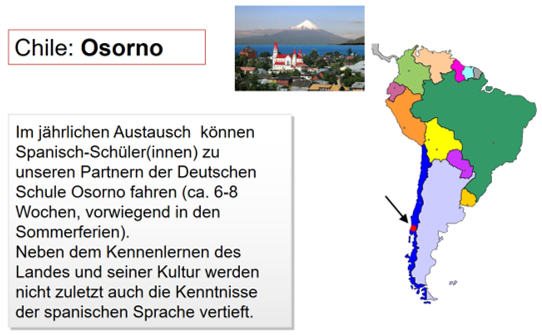 Chile: Osorno
Im jährlichen Austausch können
Spanisch-Schüler(innen) zu
unseren Partnern der Deutschen
Schule Osorno fahren (ca. 6-8
Wochen, vorwiegend in den
Sommerferien).
Neben dem Kennenlernen des
Landes und seiner Kultur werden
nicht zuletzt auch die Kenntnisse
der spanischen Sprache vertieft.